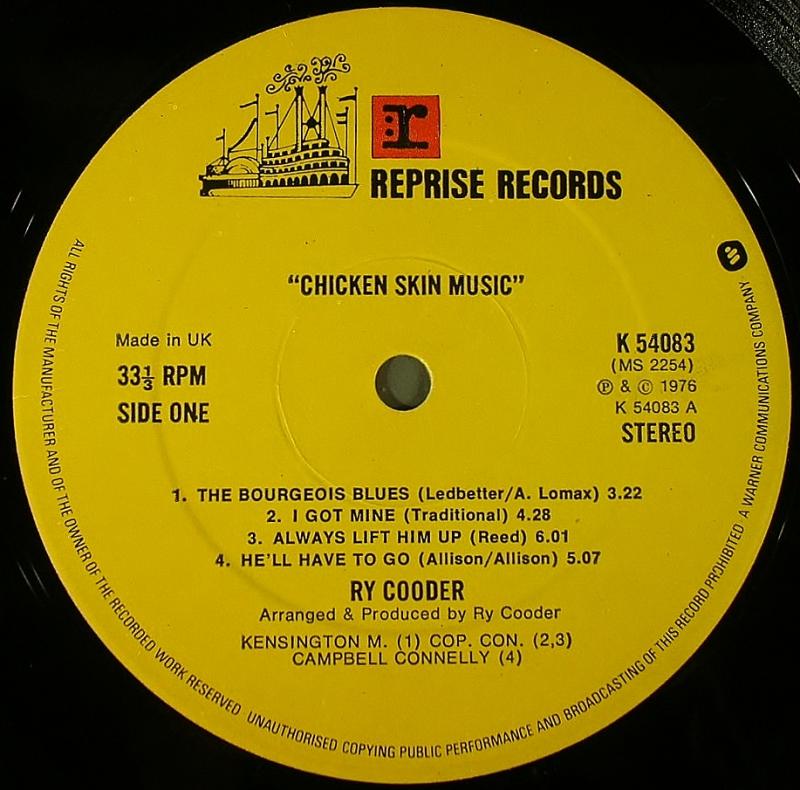 r
REPRISE RECORDS
"CHICKEN SKIN MUSIC"
Made in UK
33⅓ RPM
SIDE ONE
K 54083
(MS 2254)
℗ & © 1976
K 54083 A
STEREO
1. THE BOURGEOIS BLUES (Ledbetter/A. Lomax) 3.22
2. I GOT MINE (Traditional) 4.28
3. ALWAYS LIFT HIM UP (Reed) 6.01
4. HE'LL HAVE TO GO (Allison/Allison) 5.07
RY COODER
Arranged & Produced by Ry Cooder
KENSINGTON M. (1) COP. CON. (2,3)
CAMPBELL CONNELLY (4)
ALL RIGHTS OF THE MANUFACTURER AND OF THE OWNER OF THE RECORDED WORK RESERVED UNAUTHORISED COPYING PUBLIC PERFORMANCE AND BROADCASTING OF THIS RECORD PROHIBITED A WARNER COMMUNICATIONS COMPANY